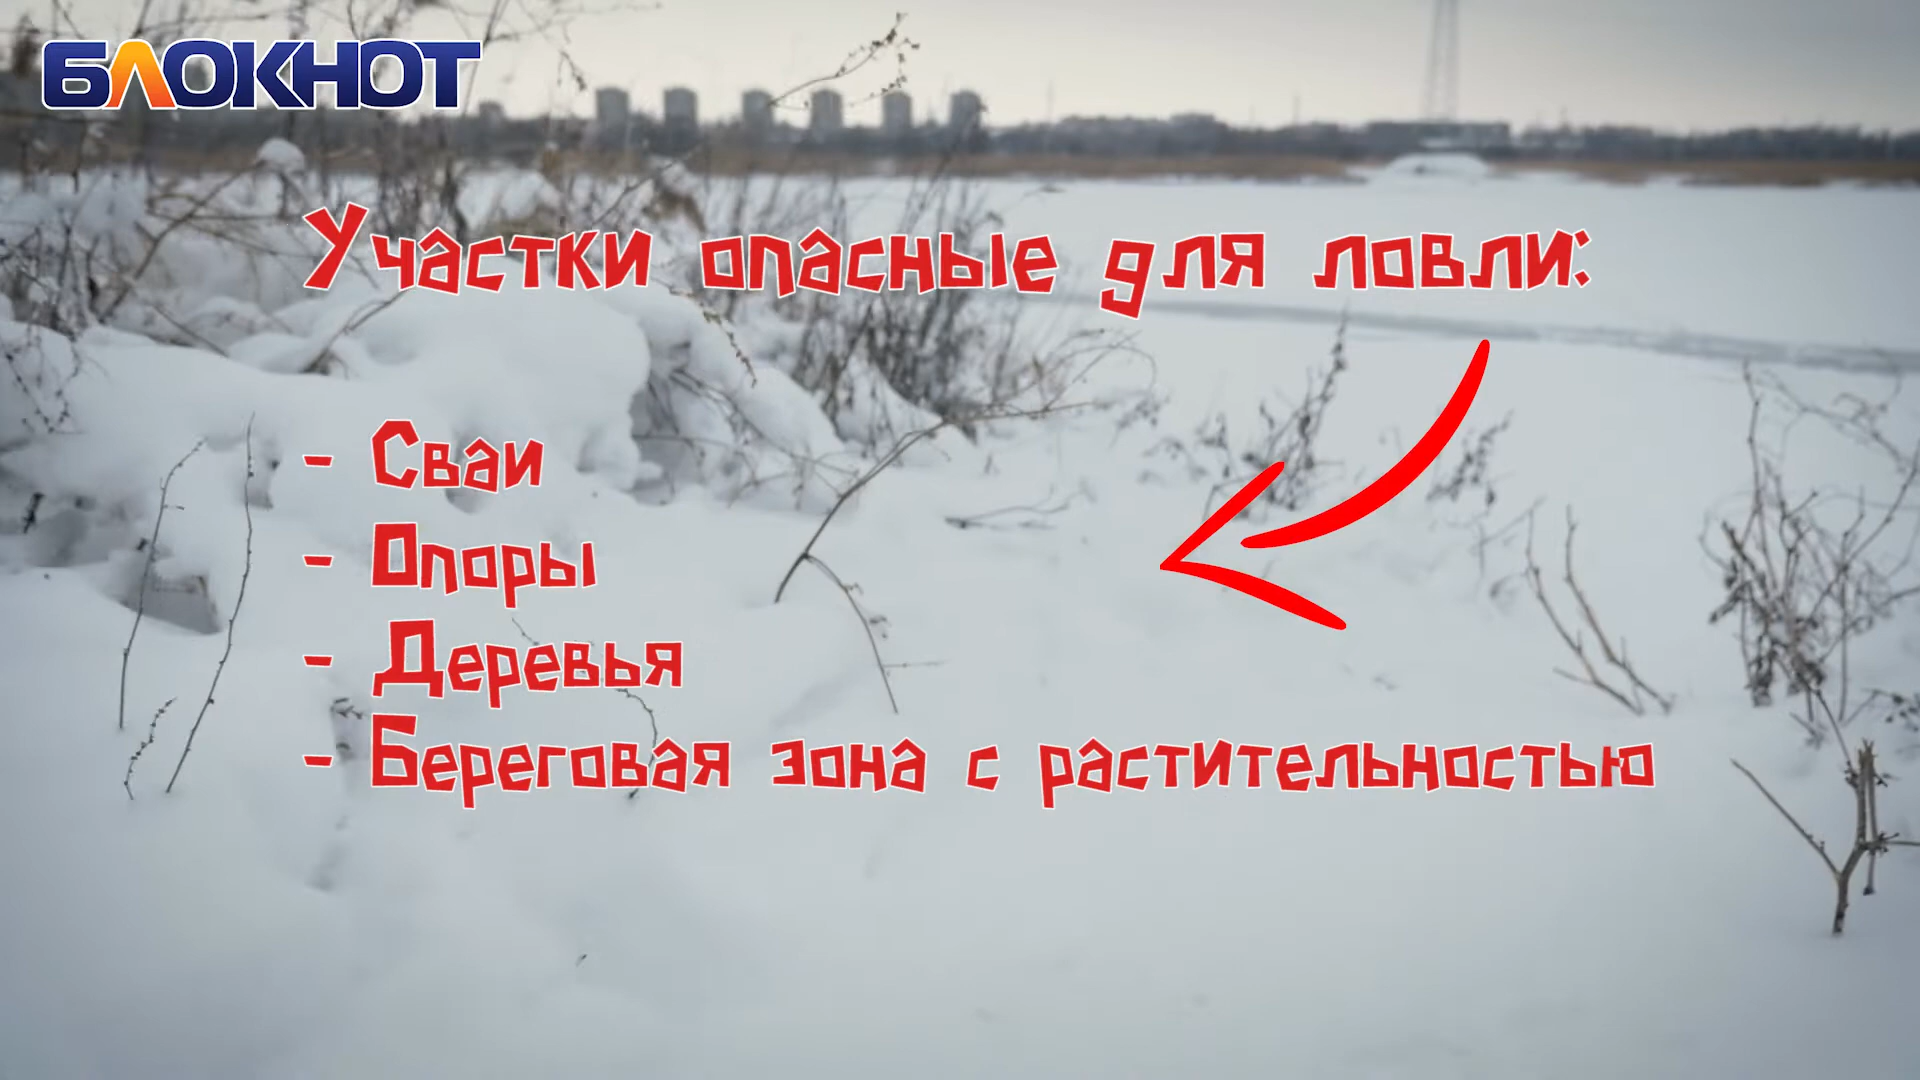 БЛОКНОТ
Участки опасные для ловли:
- Сваи
- Опоры
- Деревья
- Береговая зона с растительностью